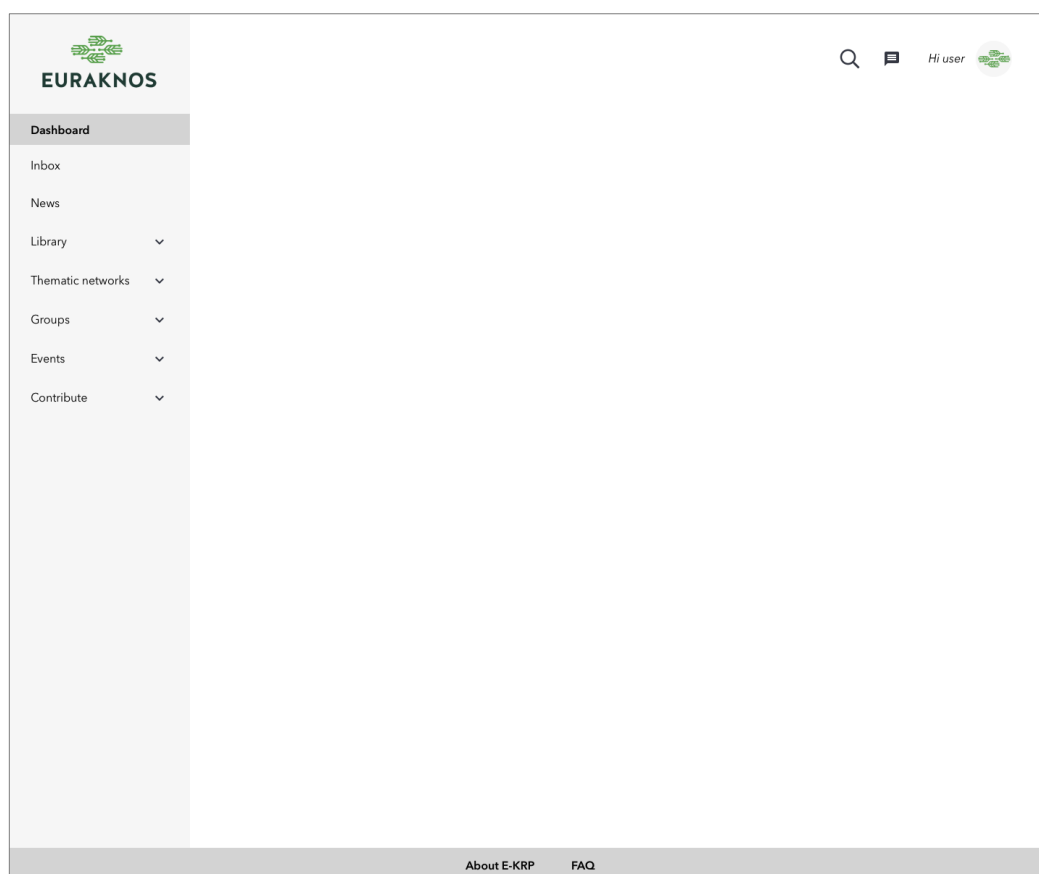 EURAKNOS
Hi user
Dashboard
Inbox
News
Library
Thematic networks
Groups
Events
Contribute
About E-KRP FAQ